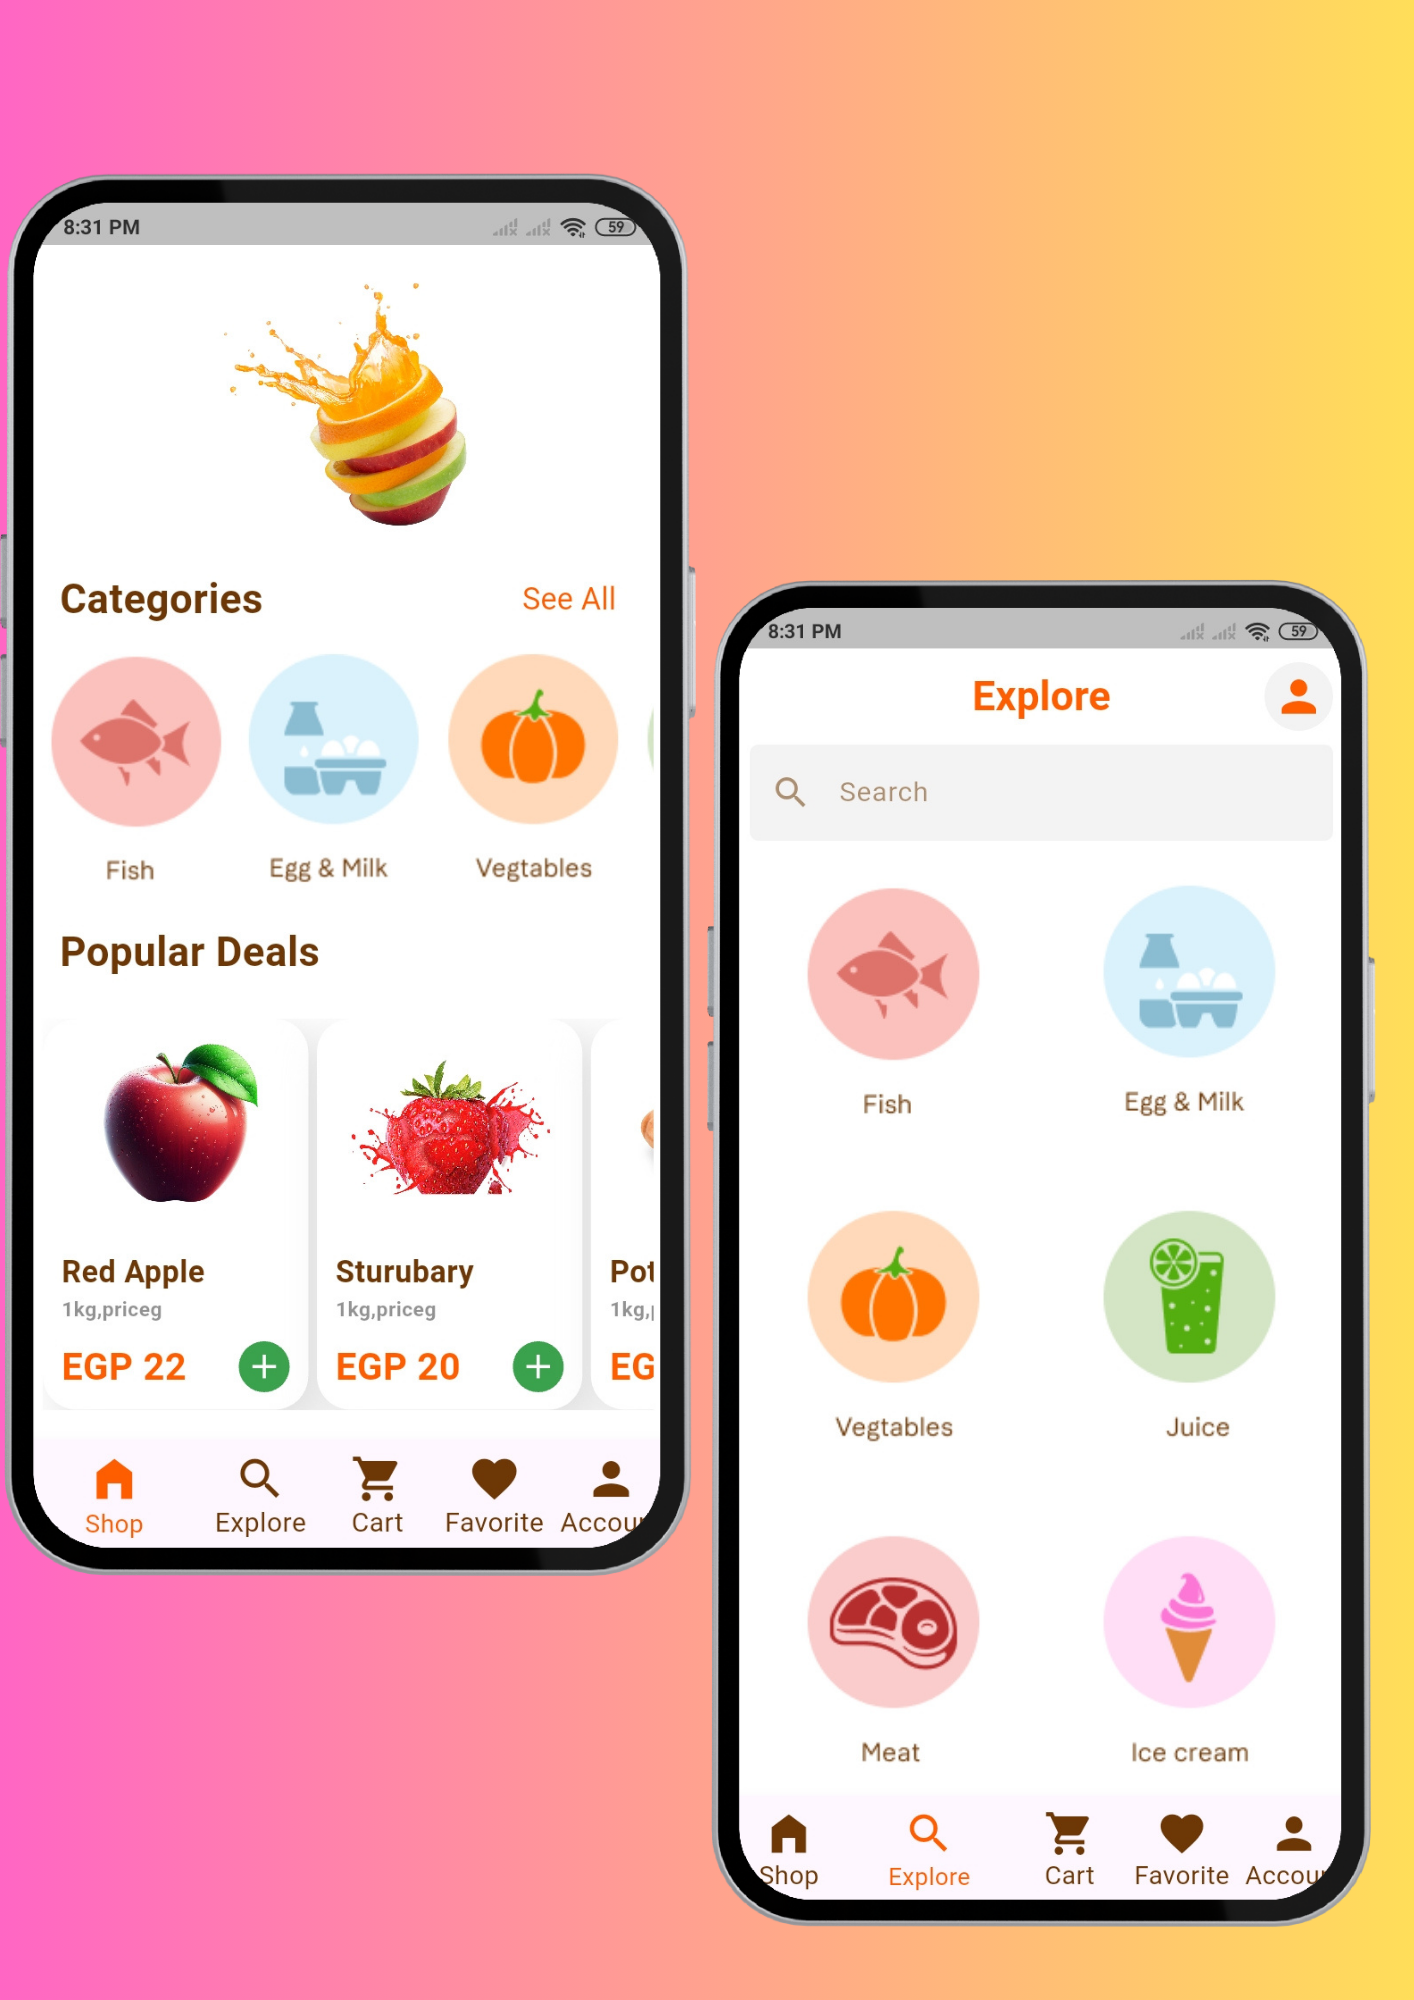 8:31 PM
59
Categories
See All
Fish
Egg & Milk
Vegtables
Popular Deals
Red Apple
1kg,priceg
EGP 22
Sturubary
1kg,priceg
EGP 20
Pot
1kg,
EG
Shop
Explore
Cart
Favorite
Accou
8:31 PM
59
Explore
Search
Fish
Egg & Milk
Vegtables
Juice
Meat
Ice cream
Shop
Explore
Cart
Favorite
Accou